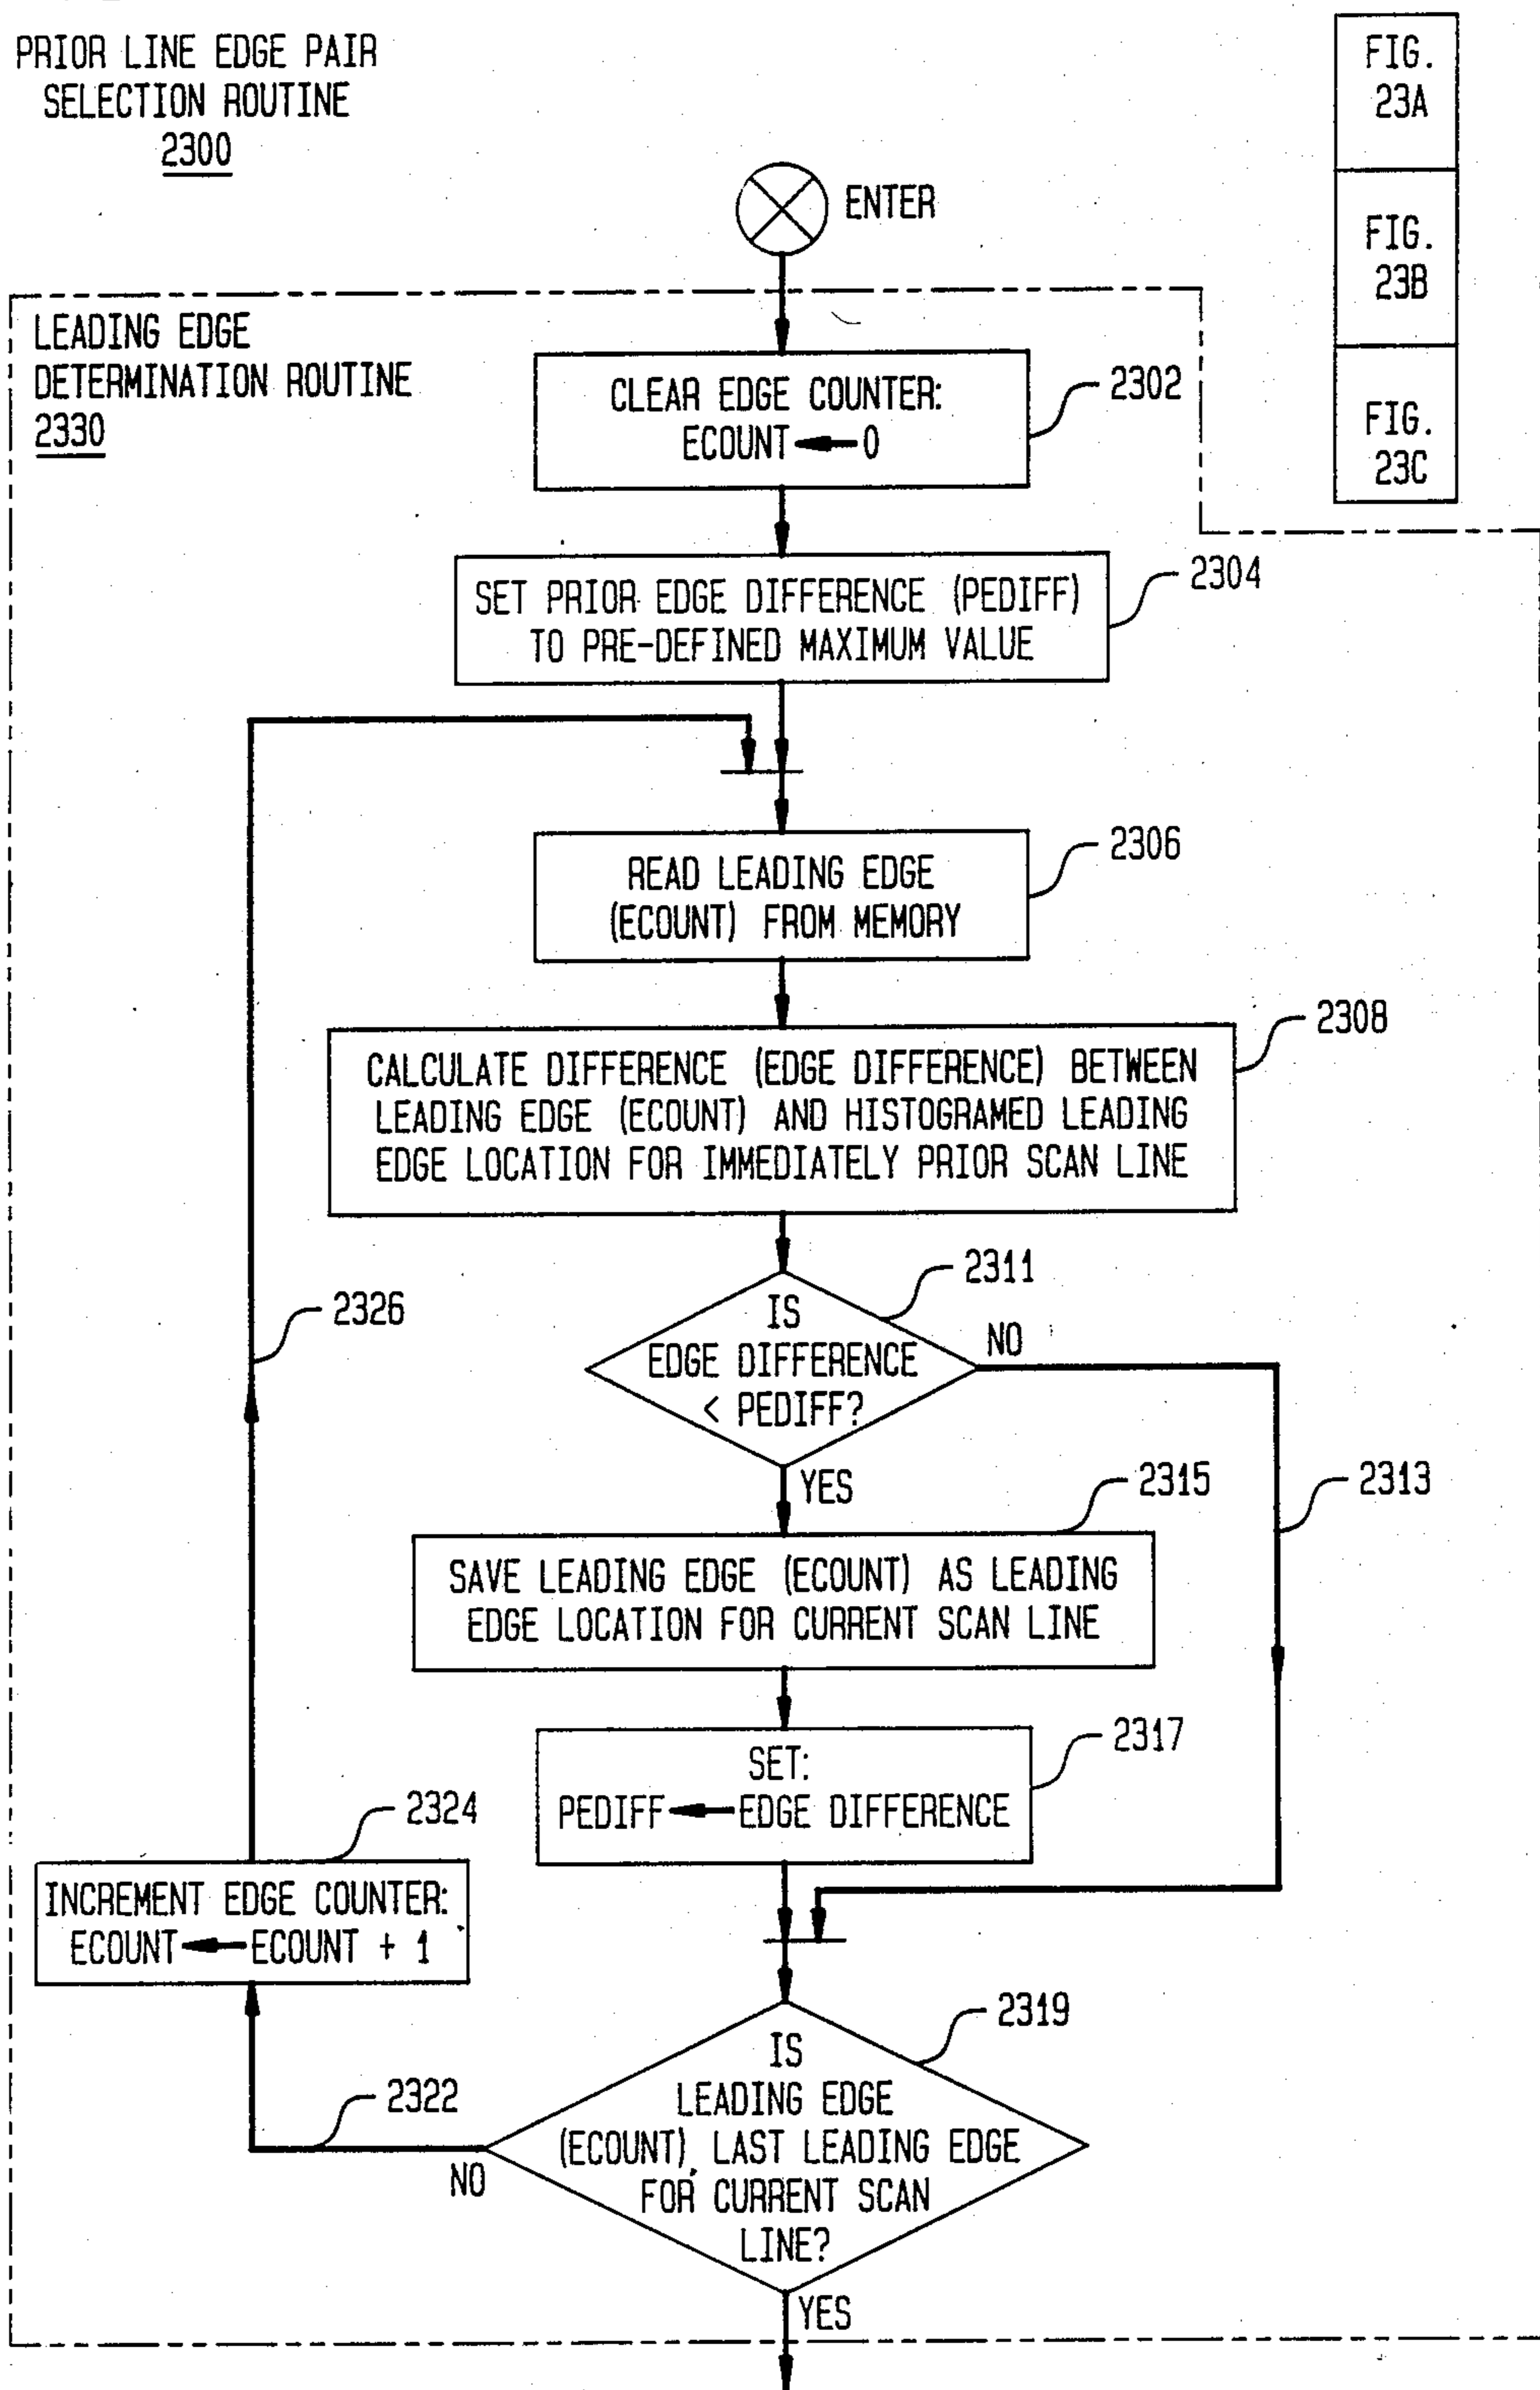 PRIOR LINE EDGE PAIR
SELECTION ROUTINE
2300
FIG.
23A
FIG.
23B
FIG.
23C
ENTER
LEADING EDGE
DETERMINATION ROUTINE
2330
CLEAR EDGE COUNTER:
ECOUNT ← 0
2302
SET PRIOR EDGE DIFFERENCE (PEDIFF)
TO PRE-DEFINED MAXIMUM VALUE
2304
READ LEADING EDGE
(ECOUNT) FROM MEMORY
2306
CALCULATE DIFFERENCE (EDGE DIFFERENCE) BETWEEN
LEADING EDGE (ECOUNT) AND HISTOGRAMED LEADING
EDGE LOCATION FOR IMMEDIATELY PRIOR SCAN LINE
2308
IS
EDGE DIFFERENCE
< PEDIFF?
2311
NO
YES
2326
2313
SAVE LEADING EDGE (ECOUNT) AS LEADING
EDGE LOCATION FOR CURRENT SCAN LINE
2315
SET:
PEDIFF ← EDGE DIFFERENCE
2317
INCREMENT EDGE COUNTER:
ECOUNT ← ECOUNT + 1
2324
IS
LEADING EDGE
(ECOUNT), LAST LEADING EDGE
FOR CURRENT SCAN
LINE?
2319
2322
NO
YES